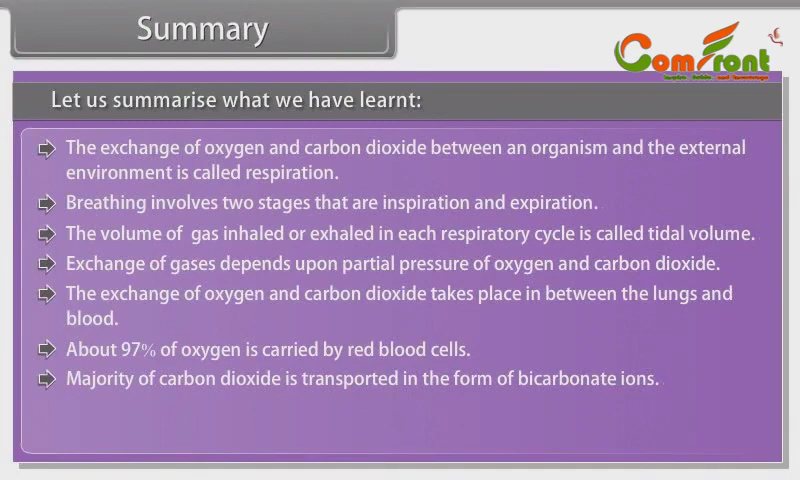 Summary
Comfront
Let us summarise what we have learnt:
The exchange of oxygen and carbon dioxide between an organism and the external
environment is called respiration.
Breathing involves two stages that are inspiration and expiration.
The volume of gas inhaled or exhaled in each respiratory cycle is called tidal volume.
Exchange of gases depends upon partial pressure of oxygen and carbon dioxide.
The exchange of oxygen and carbon dioxide takes place in between the lungs and
blood.
About 97% of oxygen is carried by red blood cells.
Majority of carbon dioxide is transported in the form of bicarbonate ions.